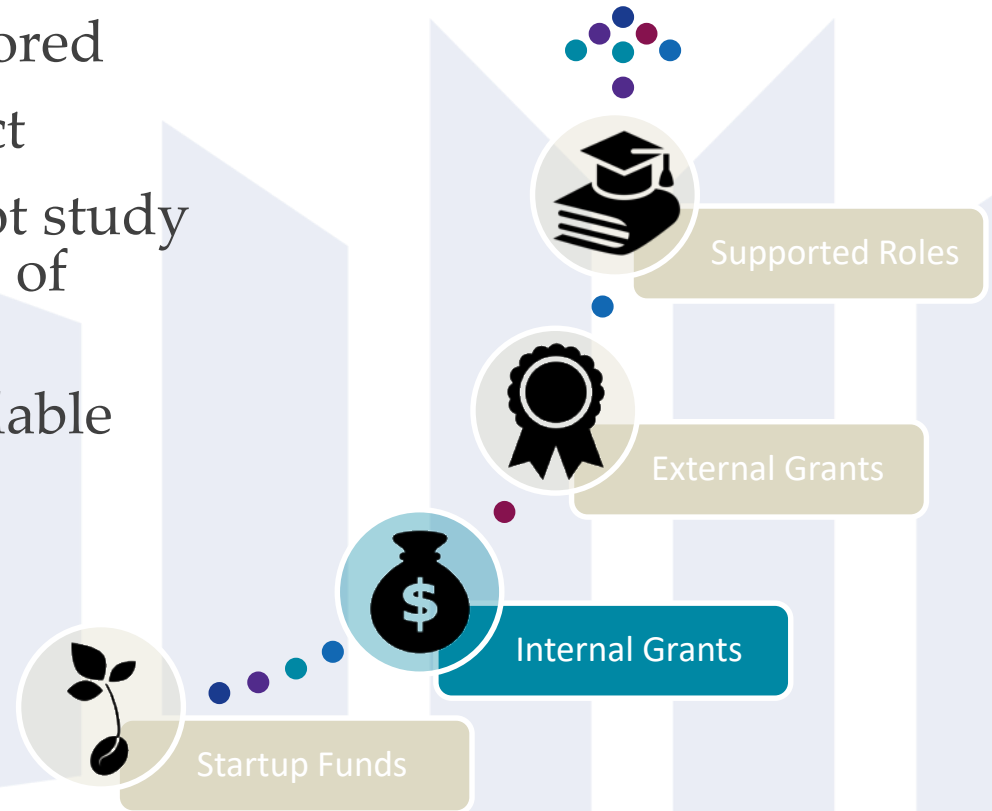 ored
ct
ot study
of
iable
Supported Roles
External Grants
$
Internal Grants
Startup Funds